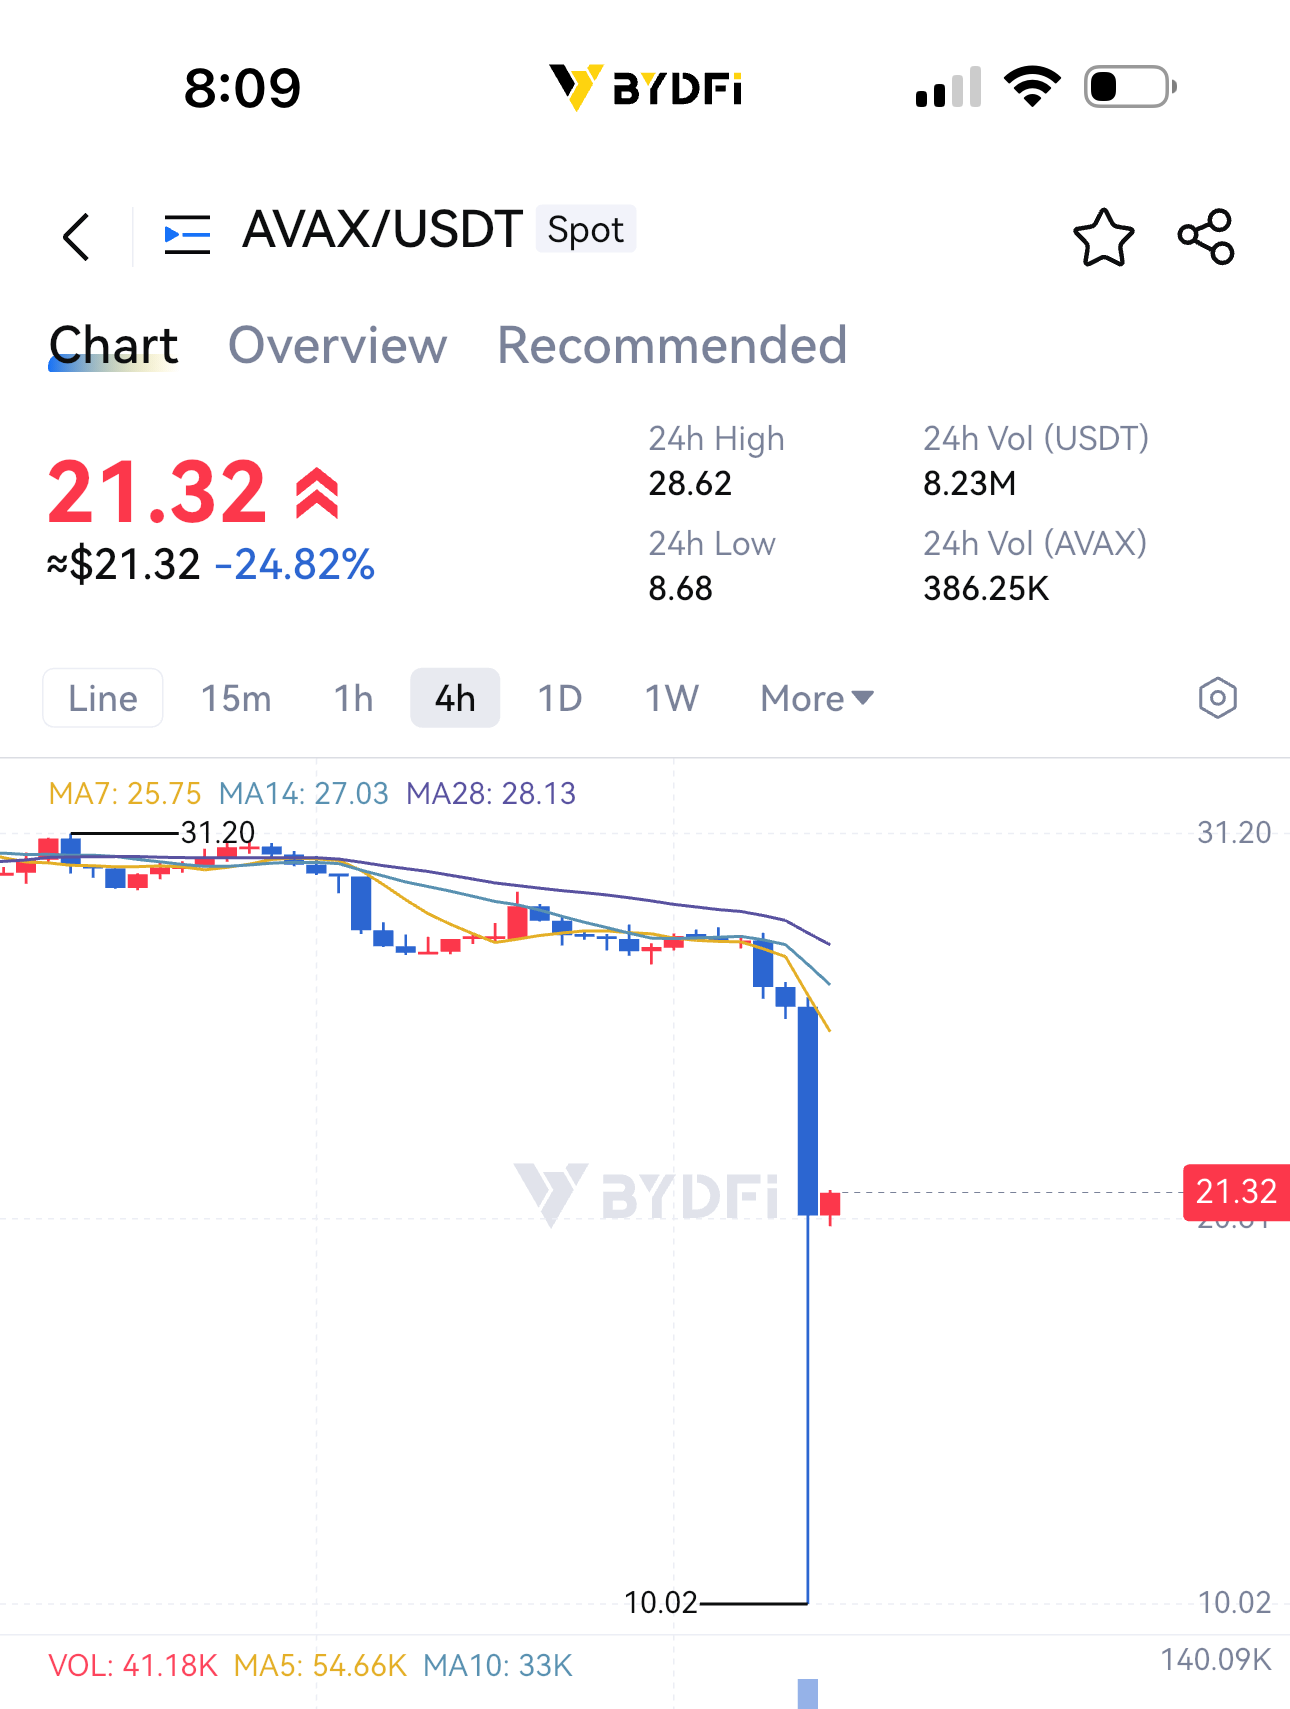 8:09
BYDFi
AVAX/USDT Spot
Chart Overview Recommended
21.32
≈$21.32 -24.82%
24h High
28.62
24h Low
8.68
24h Vol (USDT)
8.23M
24h Vol (AVAX)
386.25K
Line 15m 1h 4h 1D 1W More
MA7: 25.75 MA14: 27.03 MA28: 28.13
31.20
31.20
BYDFi
21.32
10.02
10.02
VOL: 41.18K MA5: 54.66K MA10: 33K
140.09K